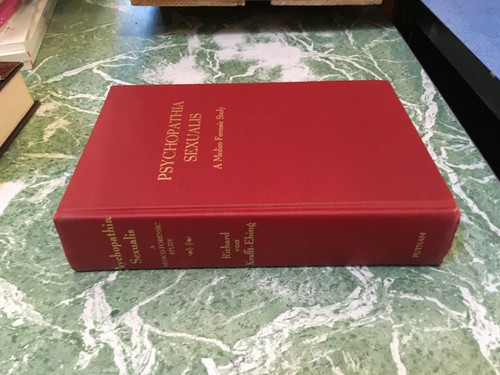 PSYCHOPATHIA
SEXUALIS
A Medico-Forensic Study
Psychopathia
Sexualis
A
MEDICO-FORENSIC
STUDY
Richard
von
Krafft-Ebing
PUTNAM